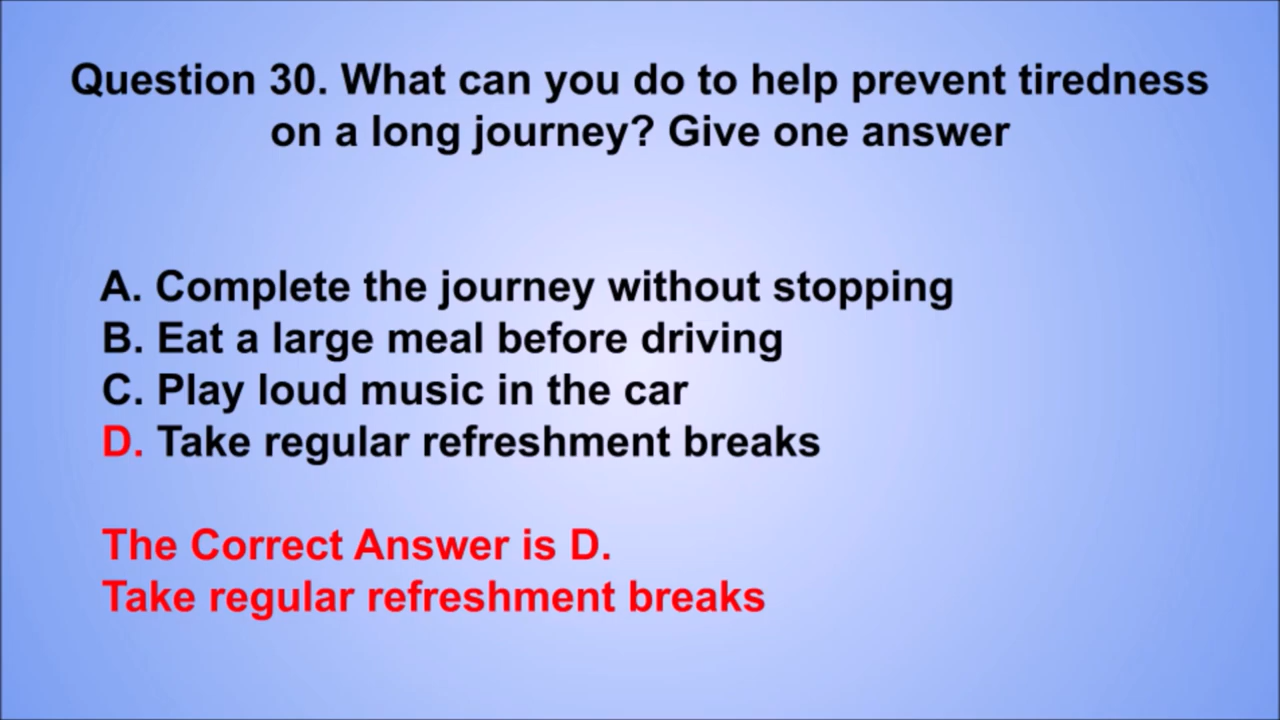 Question 30. What can you do to help prevent tiredness
on a long journey? Give one answer
A. Complete the journey without stopping
B. Eat a large meal before driving
C. Play loud music in the car
D. Take regular refreshment breaks
The Correct Answer is D.
Take regular refreshment breaks